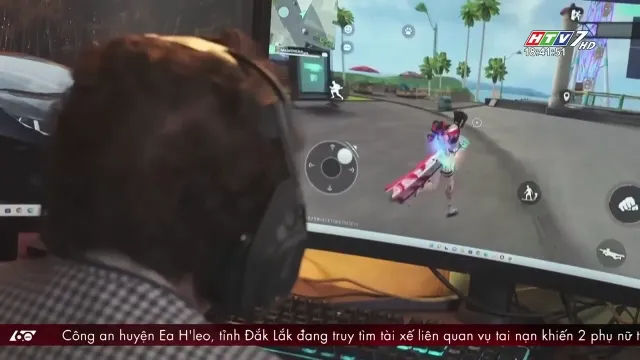 HTV7 HD
18:41:51
60
Công an huyện Ea H'leo, tỉnh Đắk Lắk đang truy tìm tài xế liên quan vụ tai nạn khiến 2 phụ nữ t